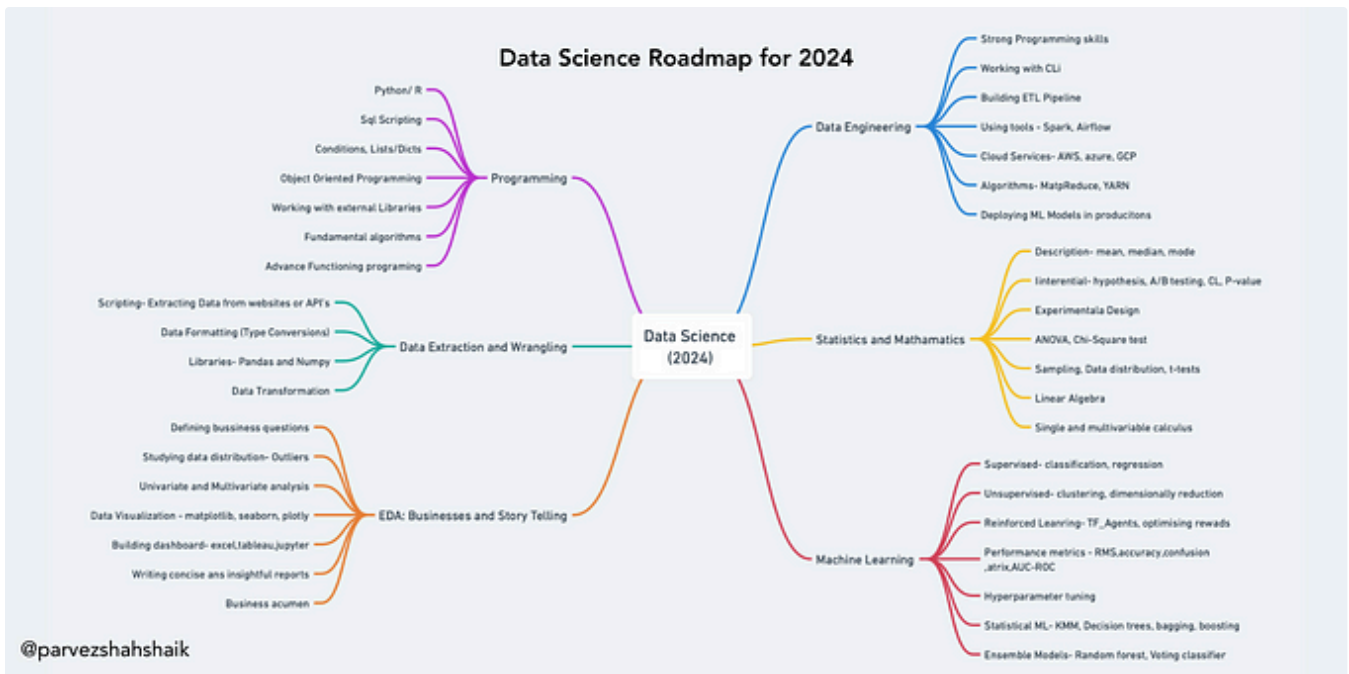 Data Science Roadmap for 2024
Python/ R
Sql Scripting
Conditions, Lists/Dicts
Object Oriented Programming
Working with external Libraries
Fundamental algorithms
Advance Functioning programing
Programming
Scripting- Extracting Data from websites or API's
Data Formatting (Type Conversions)
Libraries- Pandas and Numpy
Data Transformation
Data Extraction and Wrangling
Defining bussiness questions
Studying data distribution- Outliers
Univariate and Multivariate analysis
Data Visualization - matplotlib, seaborn, plotly
Building dashboard- excel,tableau,jupyter
Writing concise ans insightful reports
Business acumen
EDA: Businesses and Story Telling
Data Science
(2024)
Data Engineering
Strong Programming skills
Working with CLi
Building ETL Pipeline
Using tools - Spark, Airflow
Cloud Services- AWS, azure, GCP
Algorithms- MatpReduce, YARN
Deploying ML Models in producitons
Statistics and Mathamatics
Description- mean, median, mode
Iinterential- hypothesis, A/B testing, CL, P-value
Experimentala Design
ANOVA, Chi-Square test
Sampling, Data distribution, t-tests
Linear Algebra
Single and multivariable calculus
Machine Learning
Supervised- classification, regression
Unsupervised- clustering, dimensionally reduction
Reinforced Leanring- TF_Agents, optimising rewads
Performance metrics - RMS,accuracy,confusion
,atrix,AUC-ROC
Hyperparameter tuning
Statistical ML- KMM, Decision trees, bagging, boosting
Ensemble Models- Random forest, Voting classifier
@parvezshahshaik